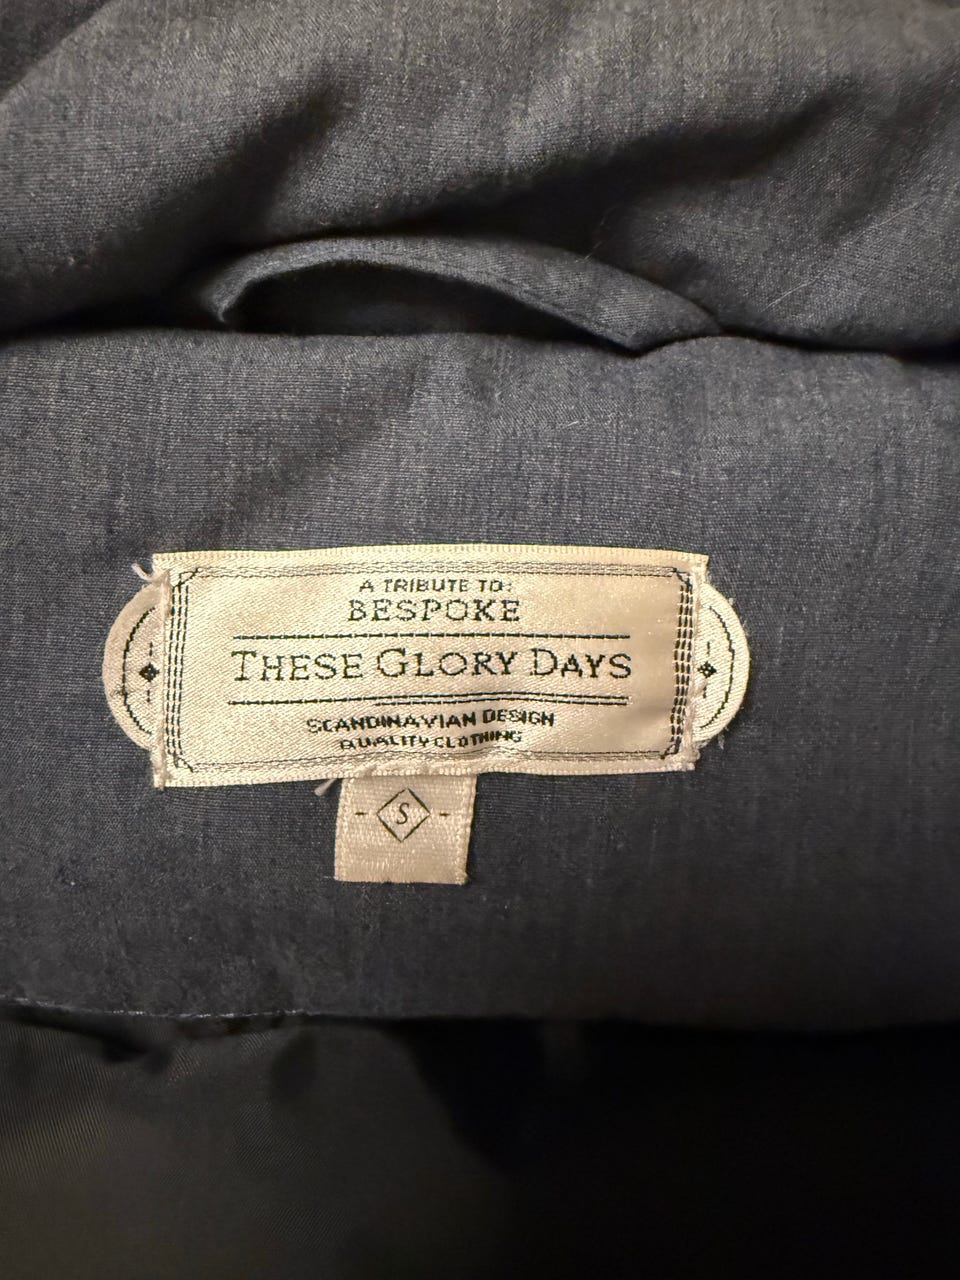 A TRIBUTE TO:
BESPOKE
THESE GLORY DAYS
SCANDINAVIAN DESIGN
QUALITY CLOTHING
S